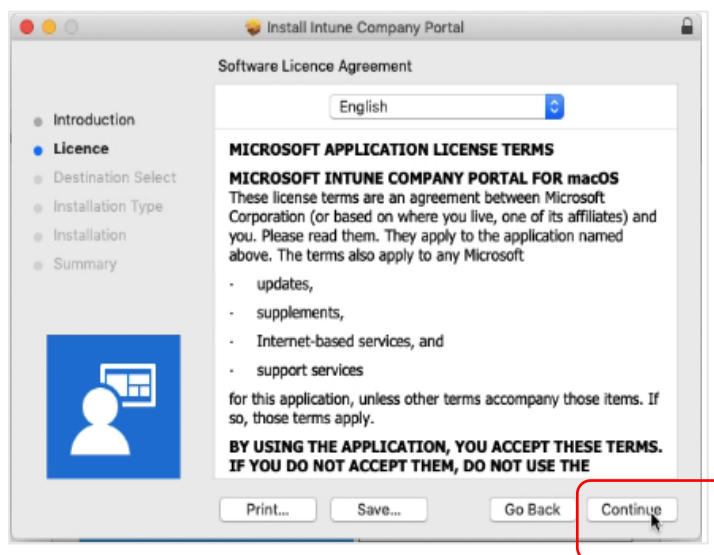 Install Intune Company Portal
Software Licence Agreement
Introduction
Licence
Destination Select
Installation Type
Installation
Summary
English
MICROSOFT APPLICATION LICENSE TERMS
MICROSOFT INTUNE COMPANY PORTAL FOR macOS
These license terms are an agreement between Microsoft
Corporation (or based on where you live, one of its affiliates) and
you. Please read them. They apply to the application named
above. The terms also apply to any Microsoft
· updates,
· supplements,
· Internet-based services, and
· support services
for this application, unless other terms accompany those items. If
so, those terms apply.
BY USING THE APPLICATION, YOU ACCEPT THESE TERMS.
IF YOU DO NOT ACCEPT THEM, DO NOT USE THE
Print... Save... Go Back Continue